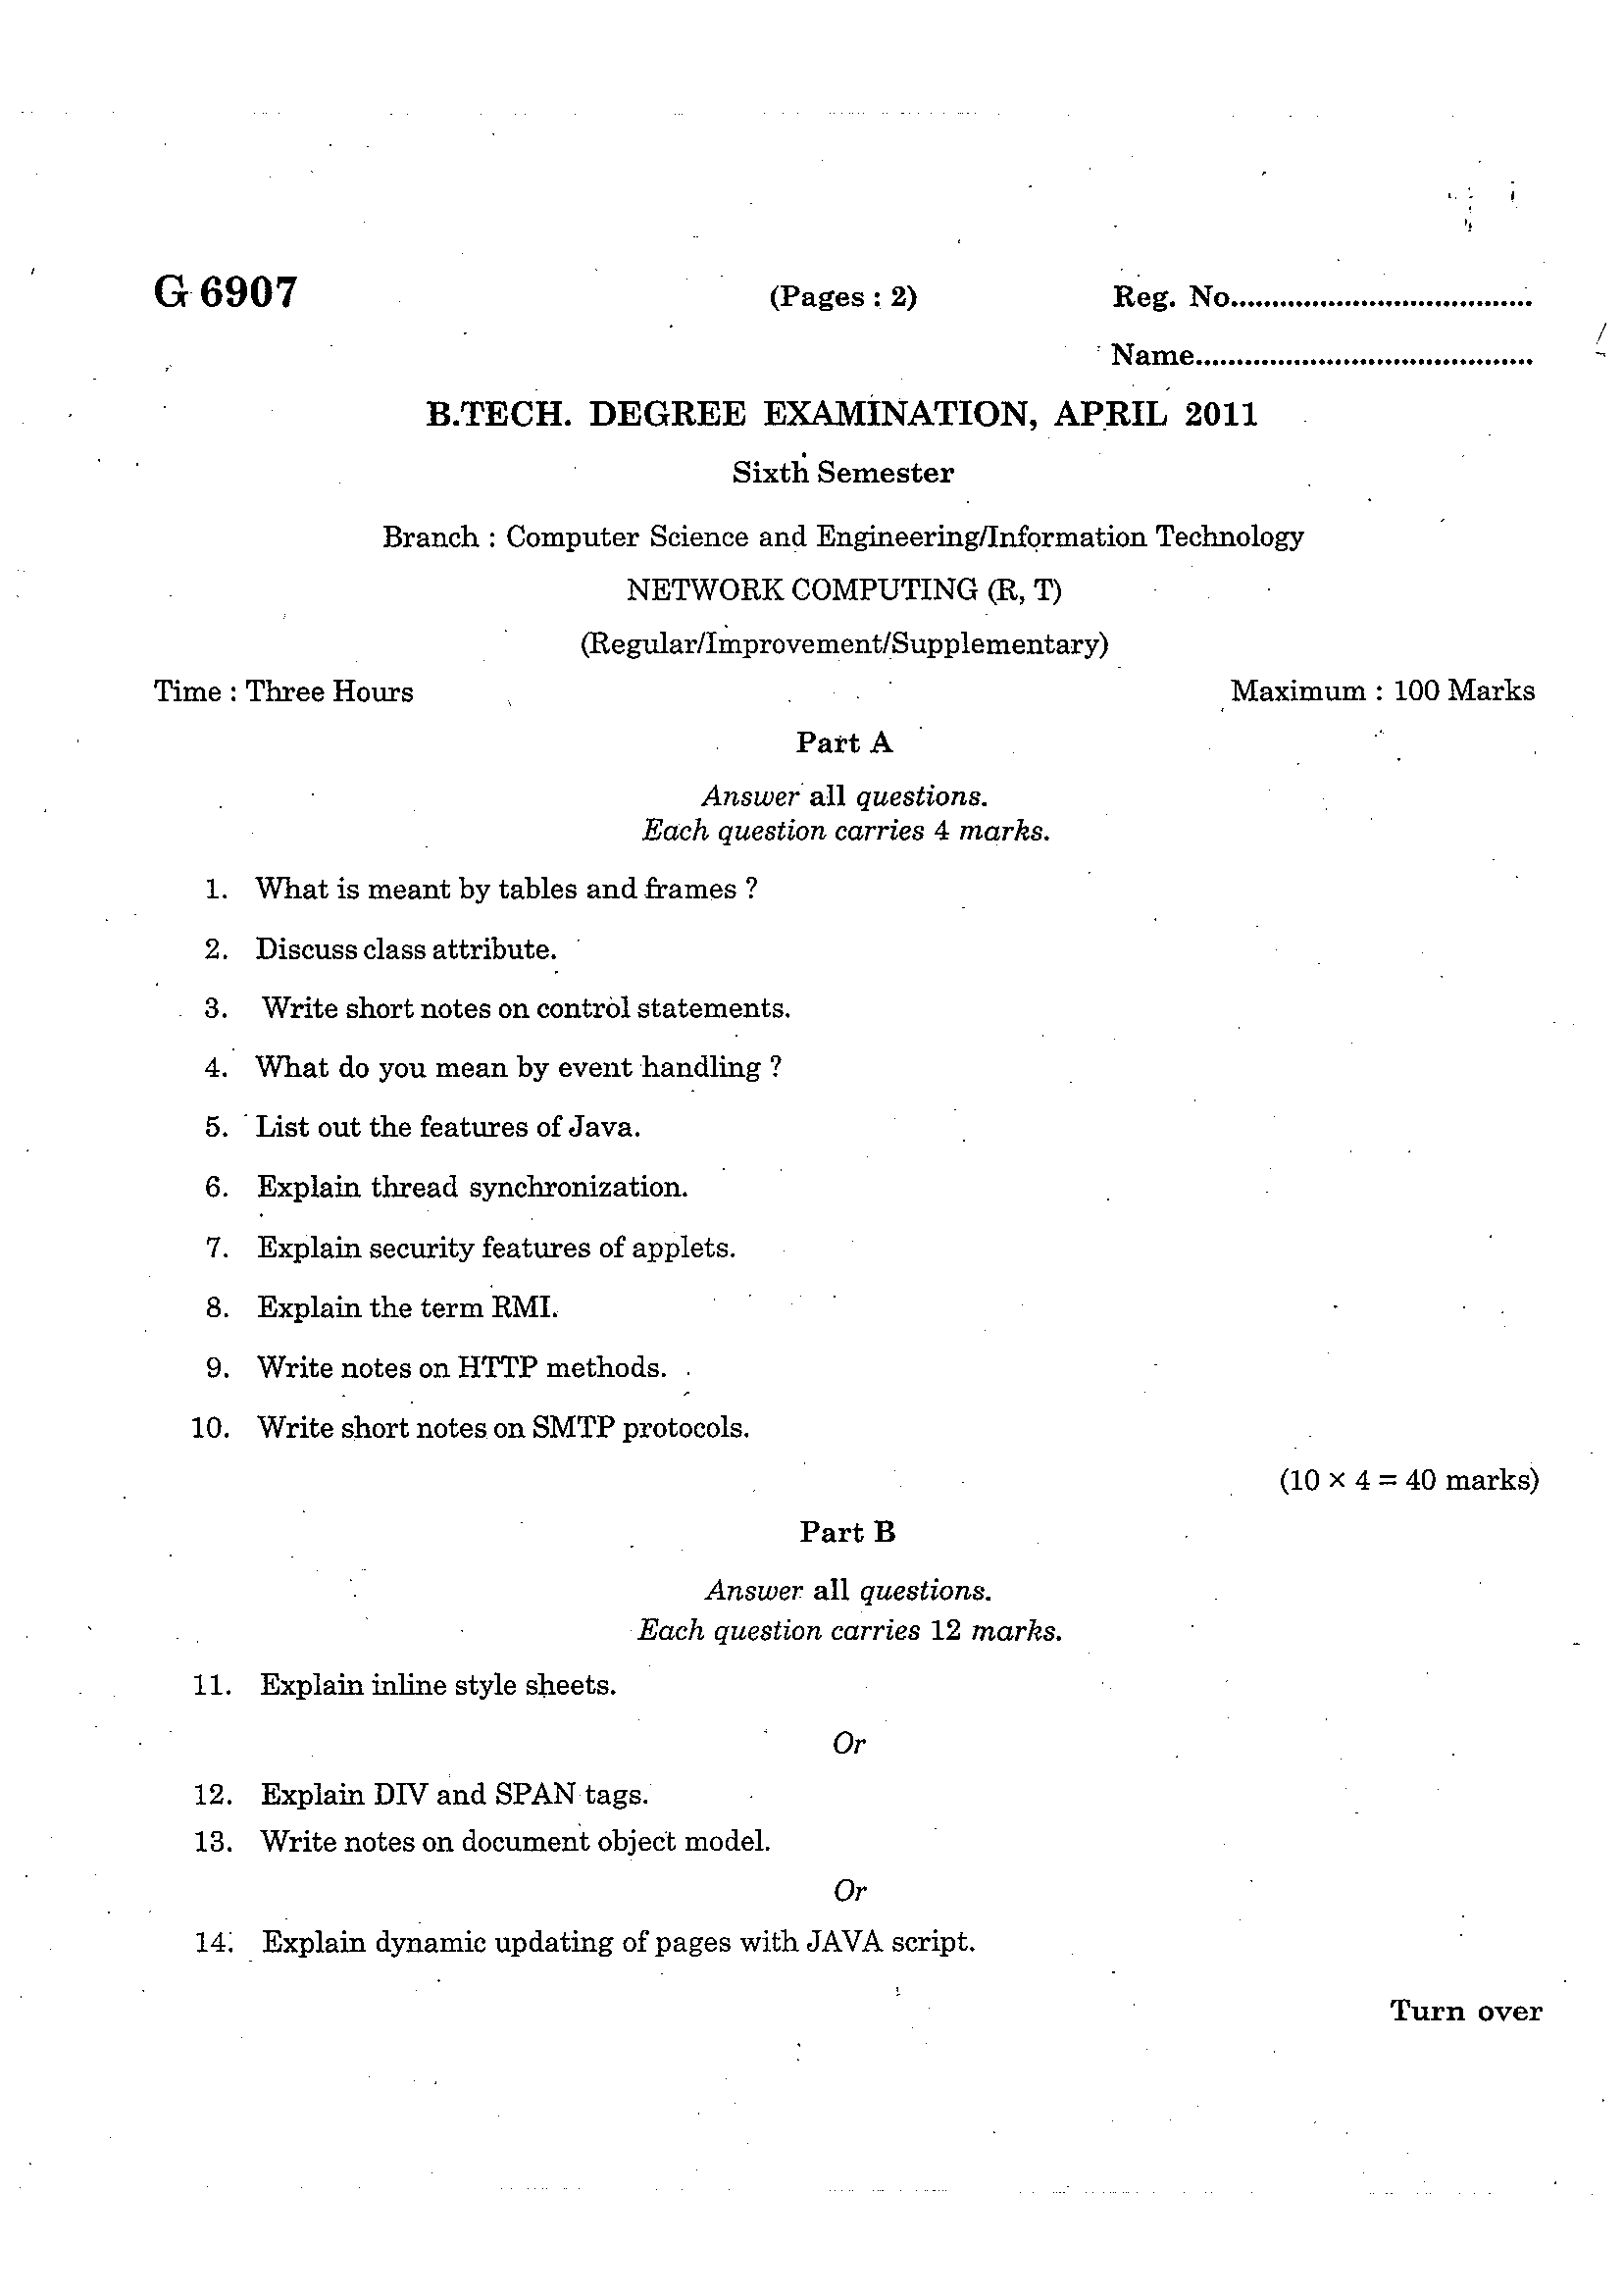 G 6907
(Pages : 2)
Reg. No.....................................
Name.........................................
B.TECH. DEGREE EXAMINATION, APRIL 2011
Sixth Semester
Branch : Computer Science and Engineering/Information Technology
NETWORK COMPUTING (R, T)
(Regular/Improvement/Supplementary)
Time : Three Hours
Maximum : 100 Marks
Part A
Answer all questions.
Each question carries 4 marks.
1. What is meant by tables and frames ?
2. Discuss class attribute.
3. Write short notes on control statements.
4. What do you mean by event handling ?
5. List out the features of Java.
6. Explain thread synchronization.
7. Explain security features of applets.
8. Explain the term RMI.
9. Write notes on HTTP methods.
10. Write short notes on SMTP protocols.
(10 × 4 = 40 marks)
Part B
Answer all questions.
Each question carries 12 marks.
11. Explain inline style sheets.
Or
12. Explain DIV and SPAN tags.
13. Write notes on document object model.
Or
14. Explain dynamic updating of pages with JAVA script.
Turn over